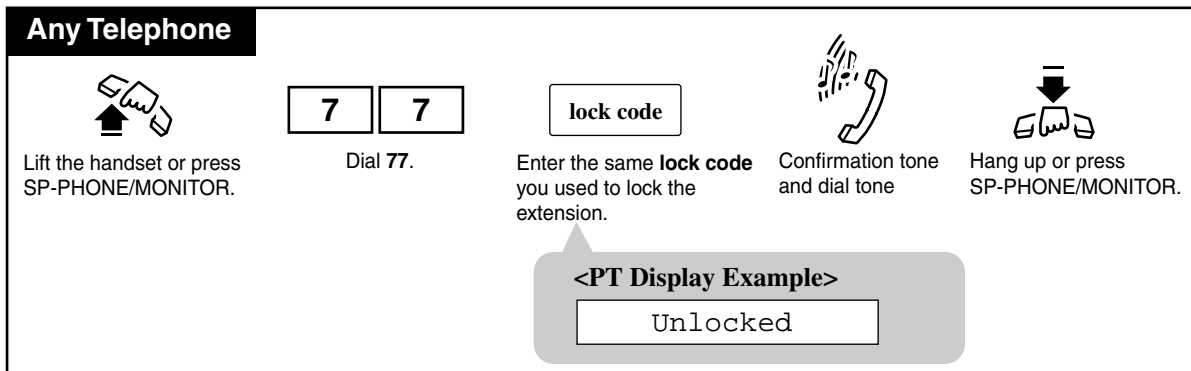 Any Telephone
7 7
lock code
Lift the handset or press
SP-PHONE/MONITOR.
Dial 77.
Enter the same lock code
you used to lock the
extension.
Confirmation tone
and dial tone
Hang up or press
SP-PHONE/MONITOR.
<PT Display Example>
Unlocked